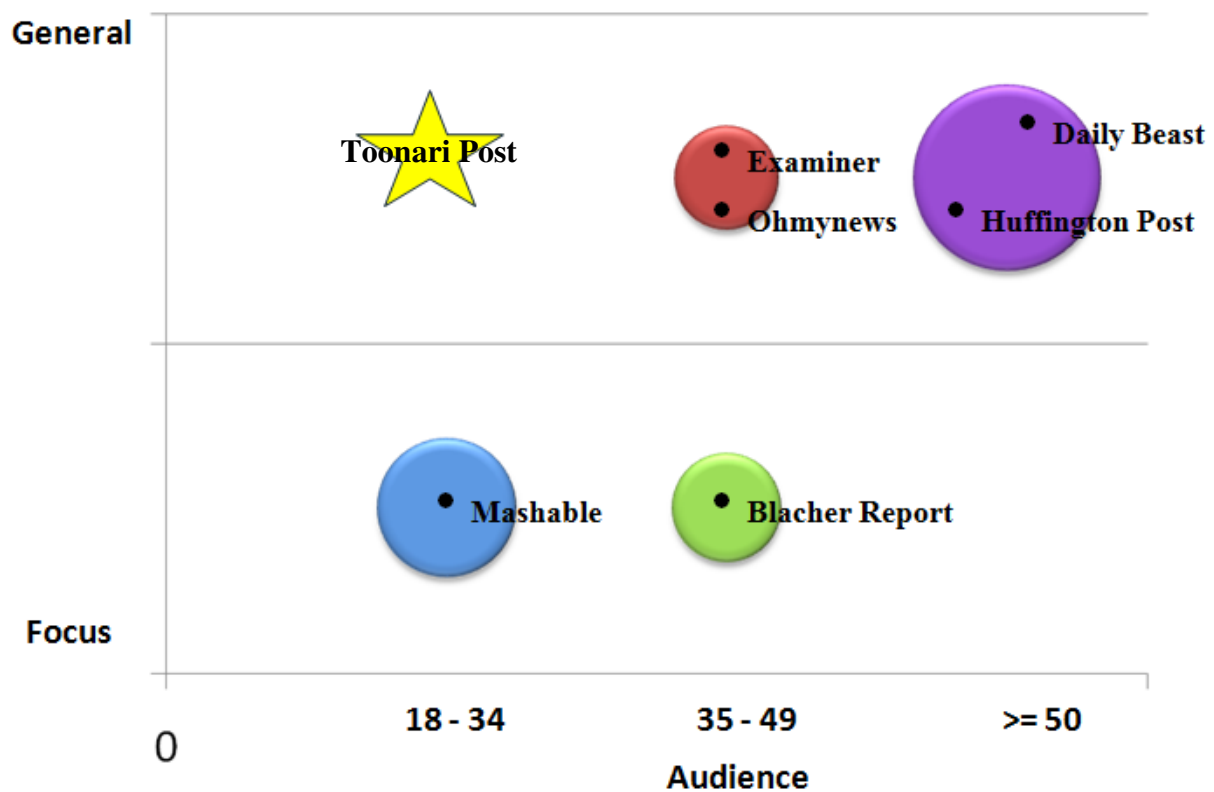 General
Toonari Post
Daily Beast
Examiner
Ohmynews
Huffington Post
Mashable
Blacher Report
Focus
18 - 34
35 - 49
>= 50
0
Audience